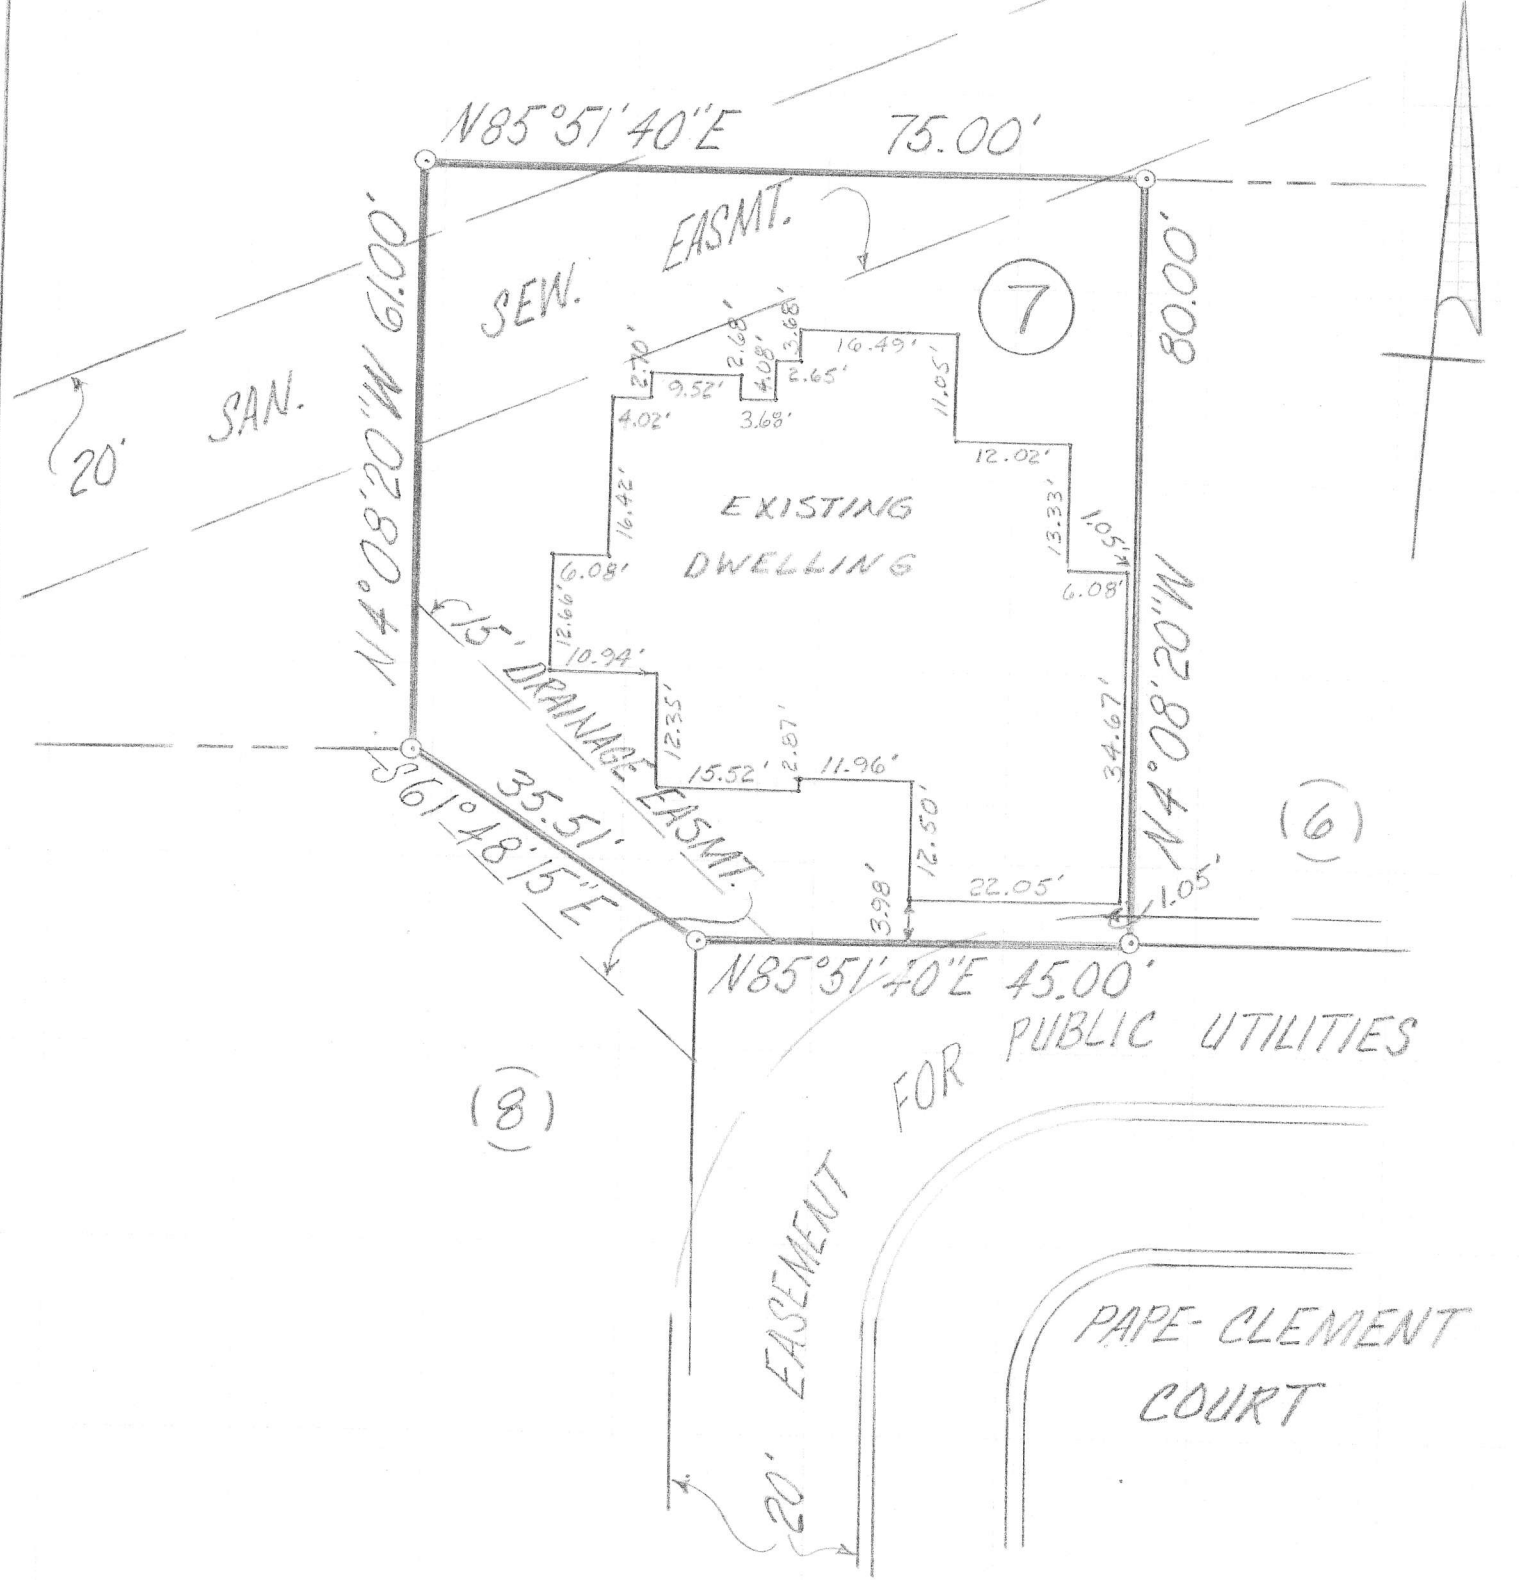 N85°51'40"E 75.00'
N4°08'20"W 61.00'
80.00'
N4°08'20"W
SAN. SEW. EASMT.
20'
7
2.70'
9.52'
2.68'
4.08'
3.68'
2.65'
16.49'
4.02'
3.68'
11.05'
12.02'
16.42'
EXISTING
DWELLING
13.33'
1.01'
6.08'
6.08'
12.66'
10.94'
15' DRAINAGE EASMT.
12.35'
15.52'
2.87'
11.96'
34.67'
12.50'
22.05'
3.98'
1.05'
35.51'
S61°48'15"E
N85°51'40"E 45.00'
(6)
(8)
20' EASEMENT FOR PUBLIC UTILITIES
PAPE-CLEMENT
COURT